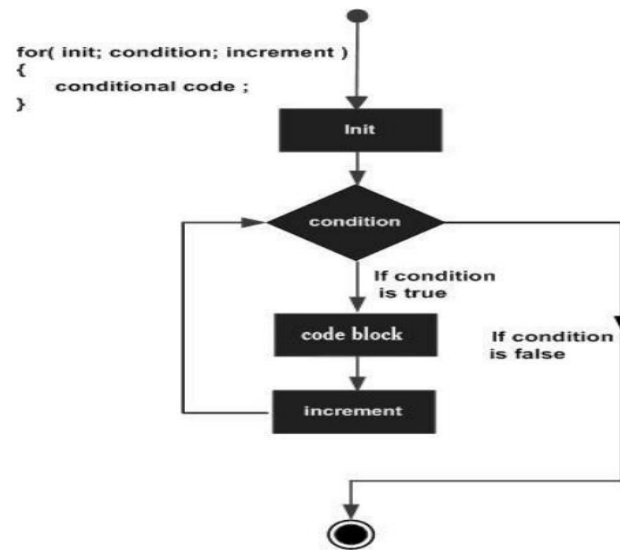 for( init; condition; increment )
{
conditional code ;
}
Init
condition
If condition
is true
code block
If condition
is false
increment